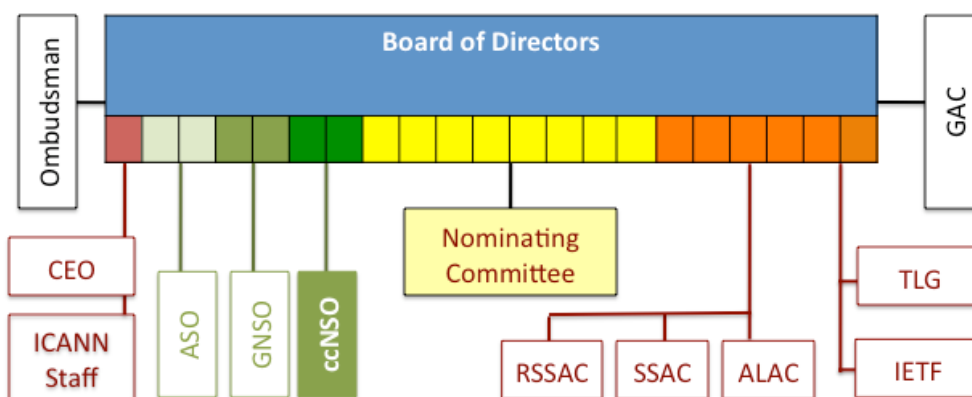 Board of Directors
Ombudsman
GAC
Nominating
Committee
CEO
ICANN
Staff
ASO
GNSO
ccNSO
RSSAC
SSAC
ALAC
TLG
IETF